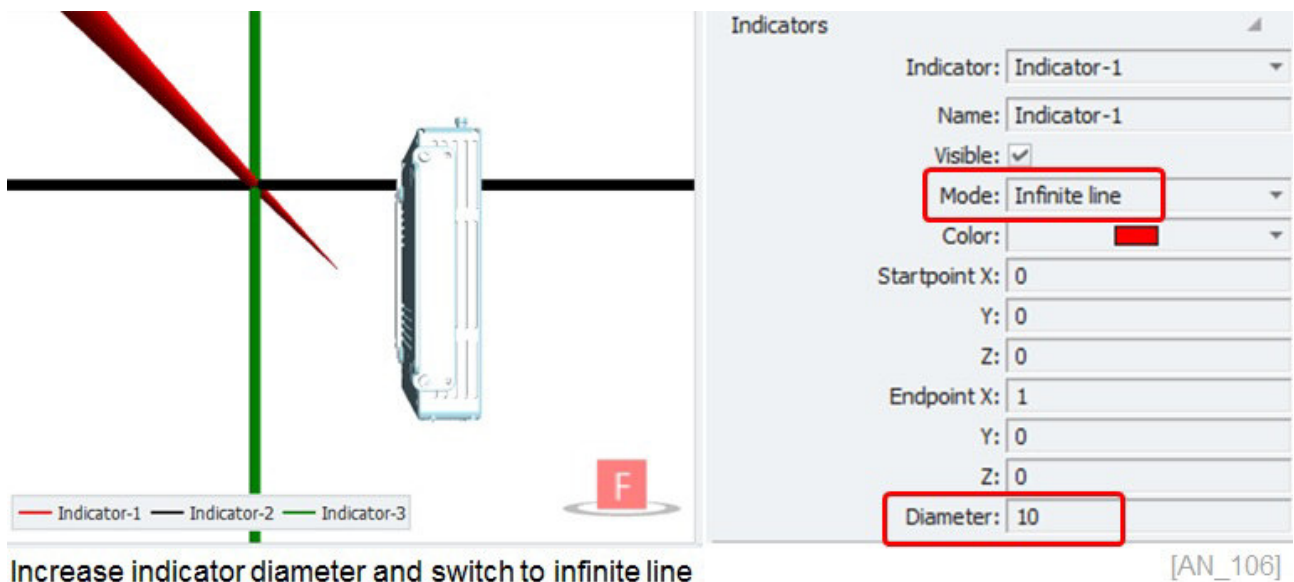 Indicators
Indicator: Indicator-1
Name: Indicator-1
Visible:
Mode: Infinite line
Color:
Startpoint X: 0
Y: 0
Z: 0
Endpoint X: 1
Y: 0
Z: 0
Diameter: 10
F
Indicator-1 Indicator-2 Indicator-3
Increase indicator diameter and switch to infinite line
[AN_106]